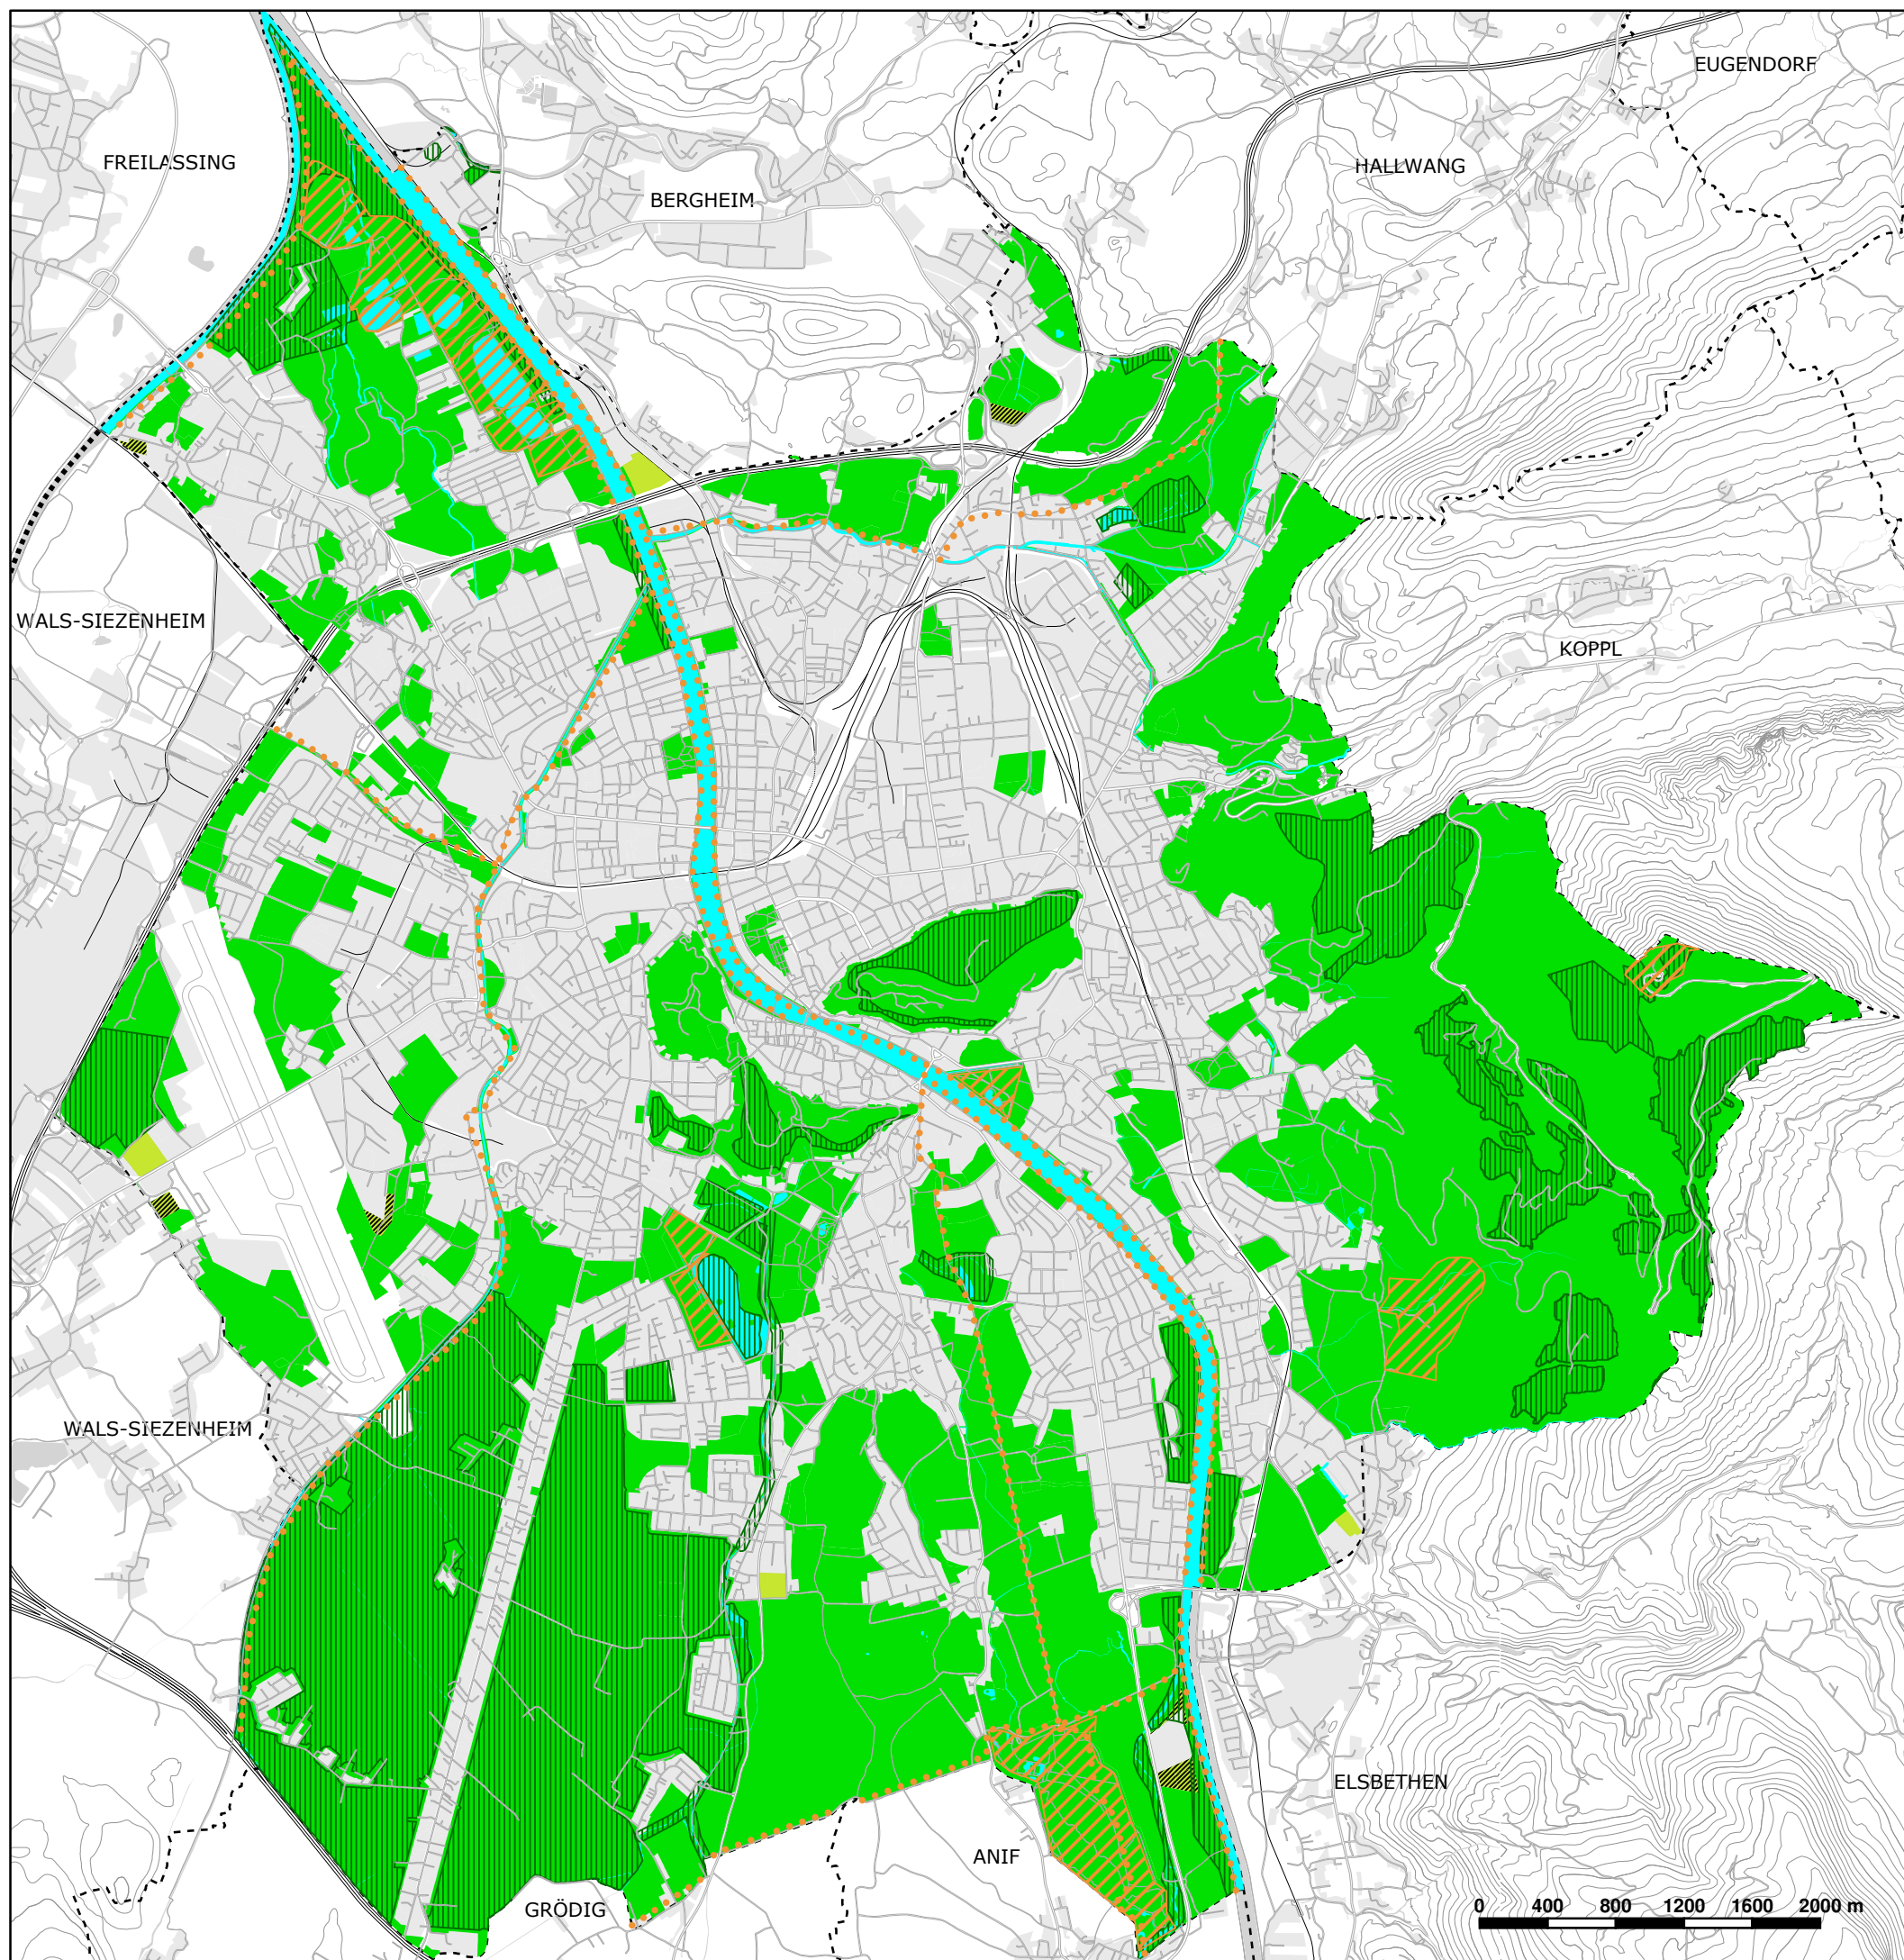 EUGENDORF
FREILASSING
HALLWANG
BERGHEIM
WALS-SIEZENHEIM
KOPPL
WALS-SIEZENHEIM
ELSBETHEN
ANIF
GRÖDIG
0 400 800 1200 1600 2000 m